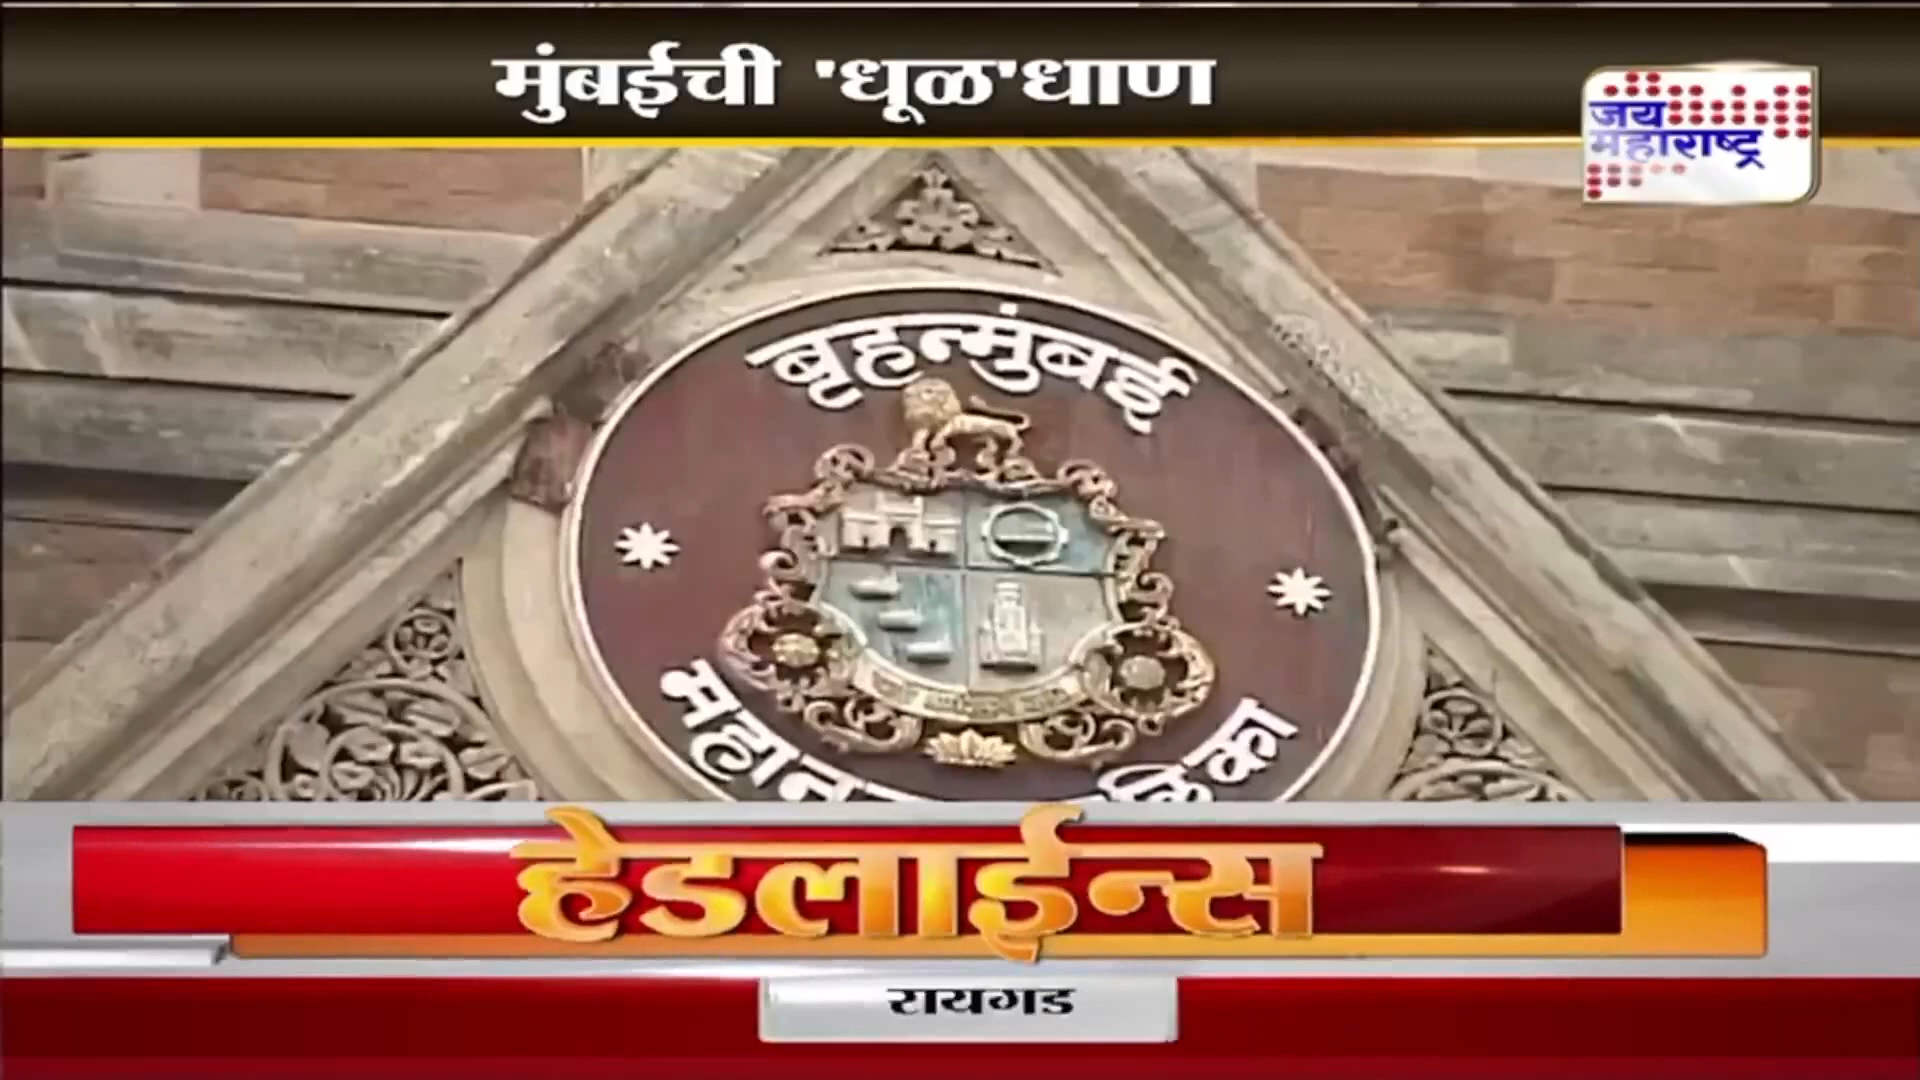 मुंबईची 'धूळ'धाण
जय
महाराष्ट्र
बृहन्मुंबई
हेडलाईन्स
रायगड